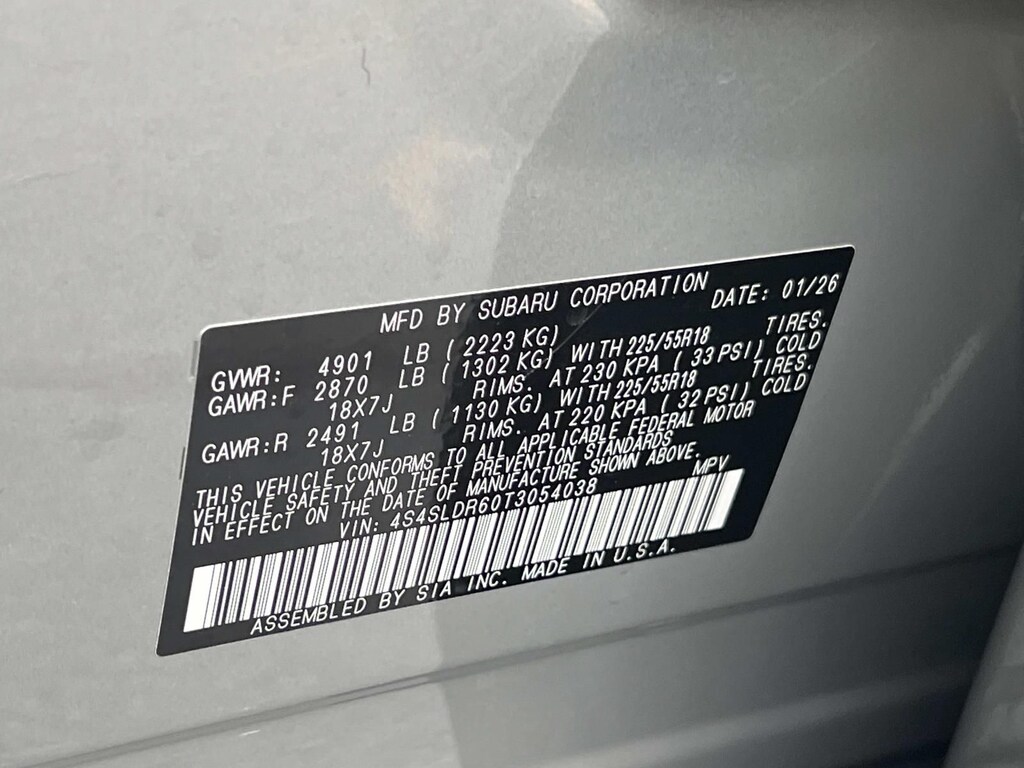 MFD BY SUBARU CORPORATION DATE: 01/26
GVWR: 4901 LB ( 2223 KG)
GAWR:F 2870 LB ( 1302 KG) WITH 225/55R18 TIRES.
18X7J RIMS. AT 230 KPA ( 33 PSI) COLD
GAWR:R 2491 LB ( 1130 KG) WITH 225/55R18 TIRES.
18X7J RIMS. AT 220 KPA ( 32 PSI) COLD
THIS VEHICLE CONFORMS TO ALL APPLICABLE FEDERAL MOTOR
VEHICLE SAFETY AND THEFT PREVENTION STANDARDS
IN EFFECT ON THE DATE OF MANUFACTURE SHOWN ABOVE.
VIN: 4S4SLDR60T3054038 MPV
ASSEMBLED BY SIA INC. MADE IN U.S.A.